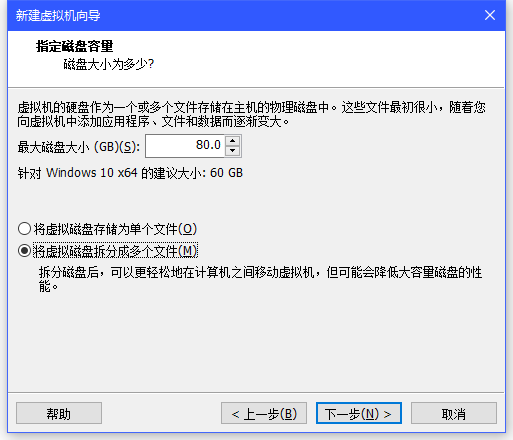 新建虚拟机向导
指定磁盘容量
磁盘大小为多少?
虚拟机的硬盘作为一个或多个文件存储在主机的物理磁盘中。这些文件最初很小，随着您
向虚拟机中添加应用程序、文件和数据而逐渐变大。
最大磁盘大小 (GB)(S): 80.0
针对 Windows 10 x64 的建议大小: 60 GB
将虚拟磁盘存储为单个文件(O)
将虚拟磁盘拆分成多个文件(M)
拆分磁盘后，可以更轻松地在计算机之间移动虚拟机，但可能会降低大容量磁盘的性
能。
帮助 < 上一步(B) 下一步(N) > 取消